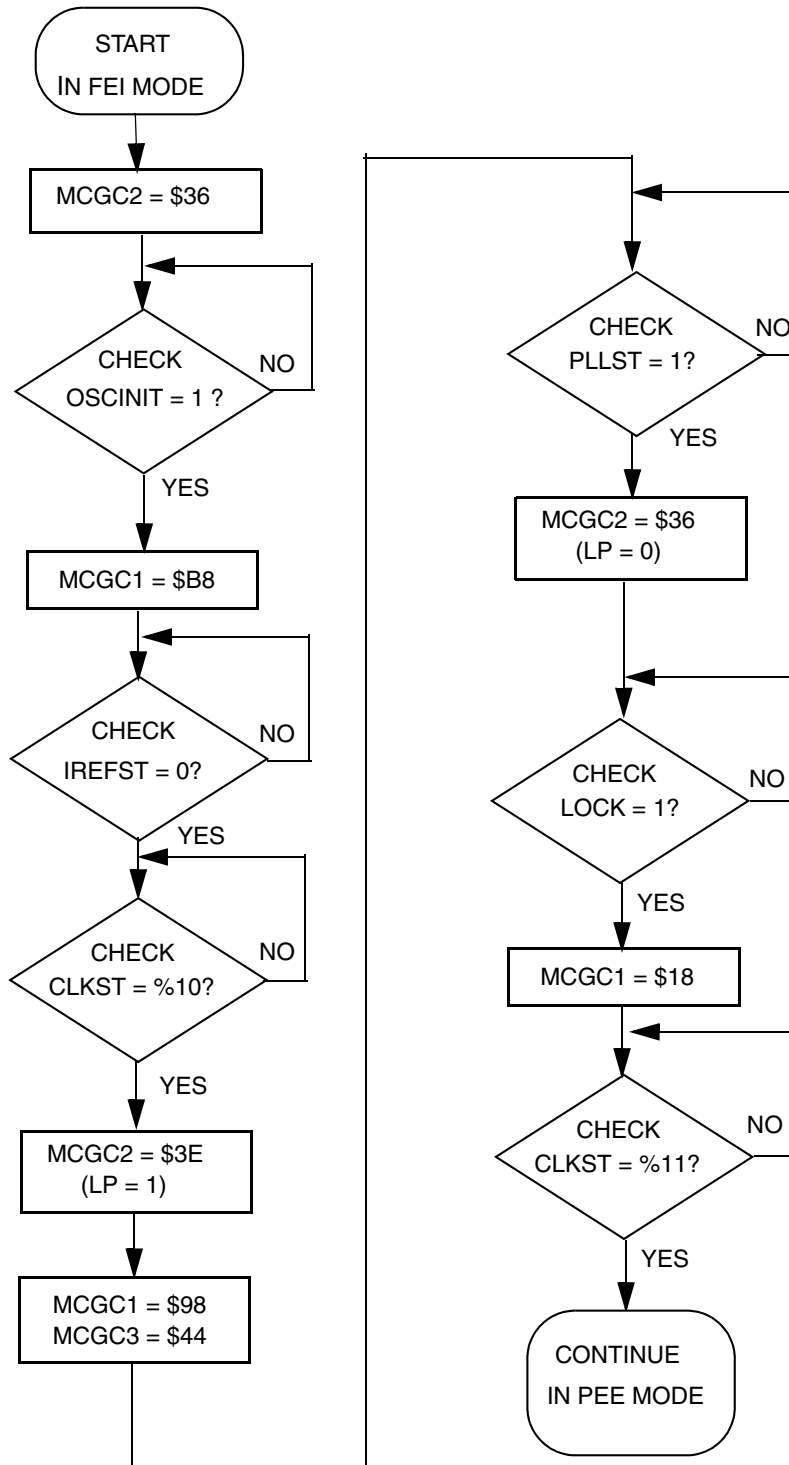 START
IN FEI MODE
MCGC2 = $36
CHECK
OSCINIT = 1 ?
NO
YES
MCGC1 = $B8
CHECK
IREFST = 0?
NO
YES
CHECK
CLKST = %10?
NO
YES
MCGC2 = $3E
(LP = 1)
MCGC1 = $98
MCGC3 = $44
CHECK
PLLST = 1?
NO
YES
MCGC2 = $36
(LP = 0)
CHECK
LOCK = 1?
NO
YES
MCGC1 = $18
CHECK
CLKST = %11?
NO
YES
CONTINUE
IN PEE MODE